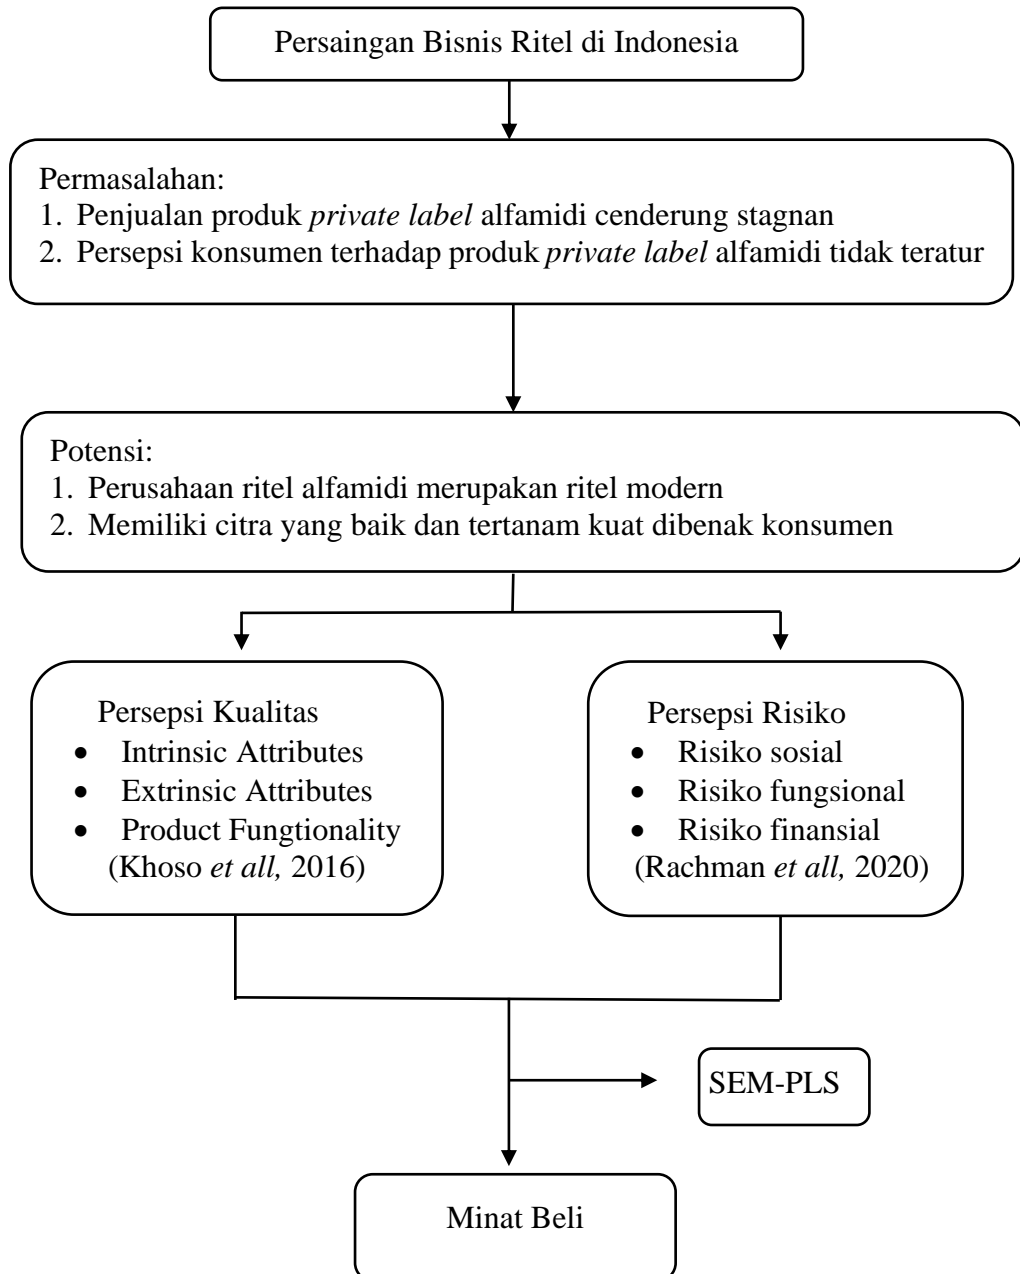 Persaingan Bisnis Ritel di Indonesia
Permasalahan:
1. Penjualan produk private label alfamidi cenderung stagnan
2. Persepsi konsumen terhadap produk private label alfamidi tidak teratur
Potensi:
1. Perusahaan ritel alfamidi merupakan ritel modern
2. Memiliki citra yang baik dan tertanam kuat dibenak konsumen
Persepsi Kualitas
• Intrinsic Attributes
• Extrinsic Attributes
• Product Fungtionality
(Khoso et all, 2016)
Persepsi Risiko
• Risiko sosial
• Risiko fungsional
• Risiko finansial
(Rachman et all, 2020)
SEM-PLS
Minat Beli